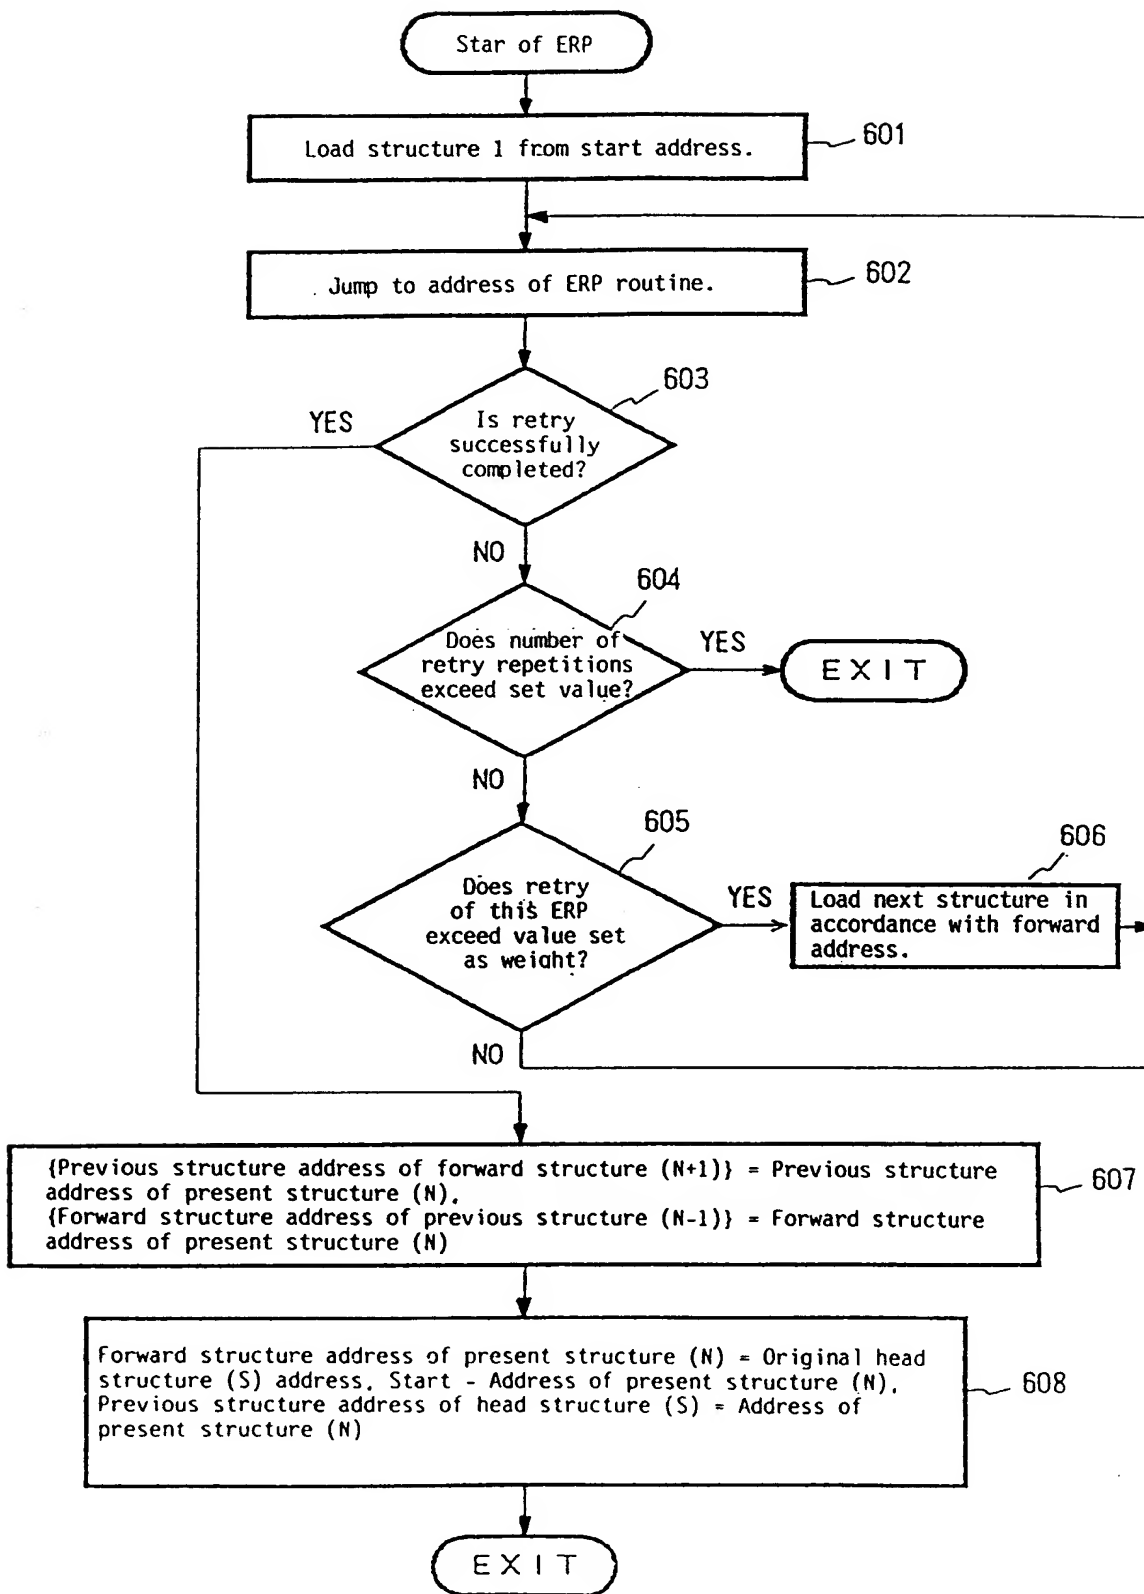 Star of ERP
Load structure 1 from start address.
601
Jump to address of ERP routine.
602
603
YES
Is retry
successfully
completed?
NO
604
Does number of
retry repetitions
exceed set value?
YES
EXIT
NO
605
606
Does retry
of this ERP
exceed value set
as weight?
YES
Load next structure in
accordance with forward
address.
NO
{Previous structure address of forward structure (N+1)} = Previous structure
address of present structure (N),
{Forward structure address of previous structure (N-1)} = Forward structure
address of present structure (N)
607
Forward structure address of present structure (N) = Original head
structure (S) address, Start - Address of present structure (N),
Previous structure address of head structure (S) = Address of
present structure (N)
608
EXIT